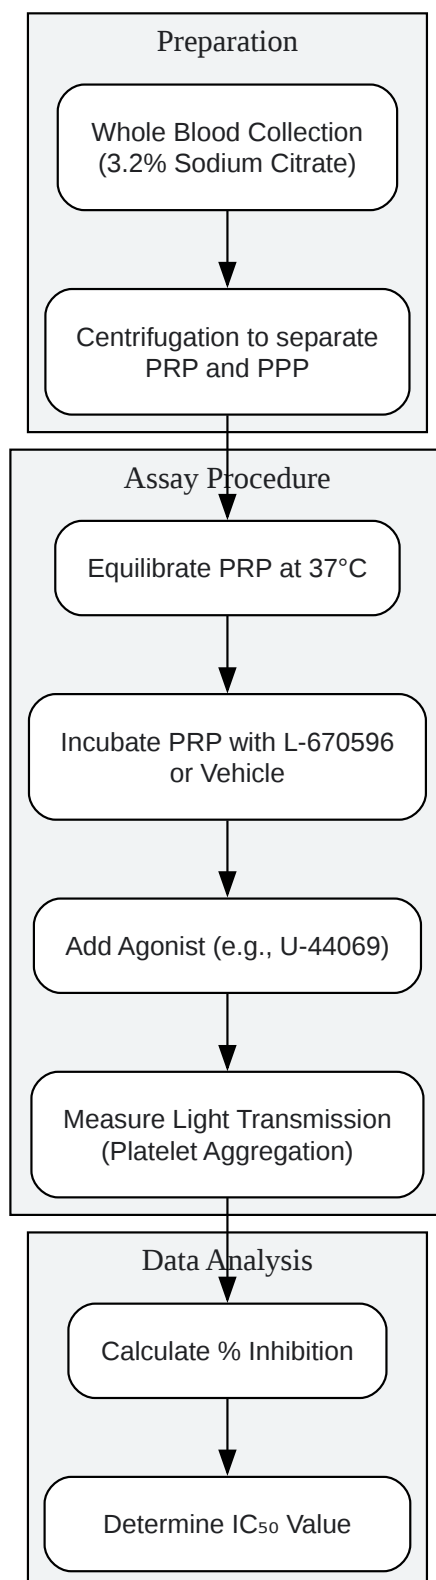 Preparation
Whole Blood Collection
(3.2% Sodium Citrate)
Centrifugation to separate
PRP and PPP
Assay Procedure
Equilibrate PRP at 37°C
Incubate PRP with L-670596
or Vehicle
Add Agonist (e.g., U-44069)
Measure Light Transmission
(Platelet Aggregation)
Data Analysis
Calculate % Inhibition
Determine IC₅₀ Value